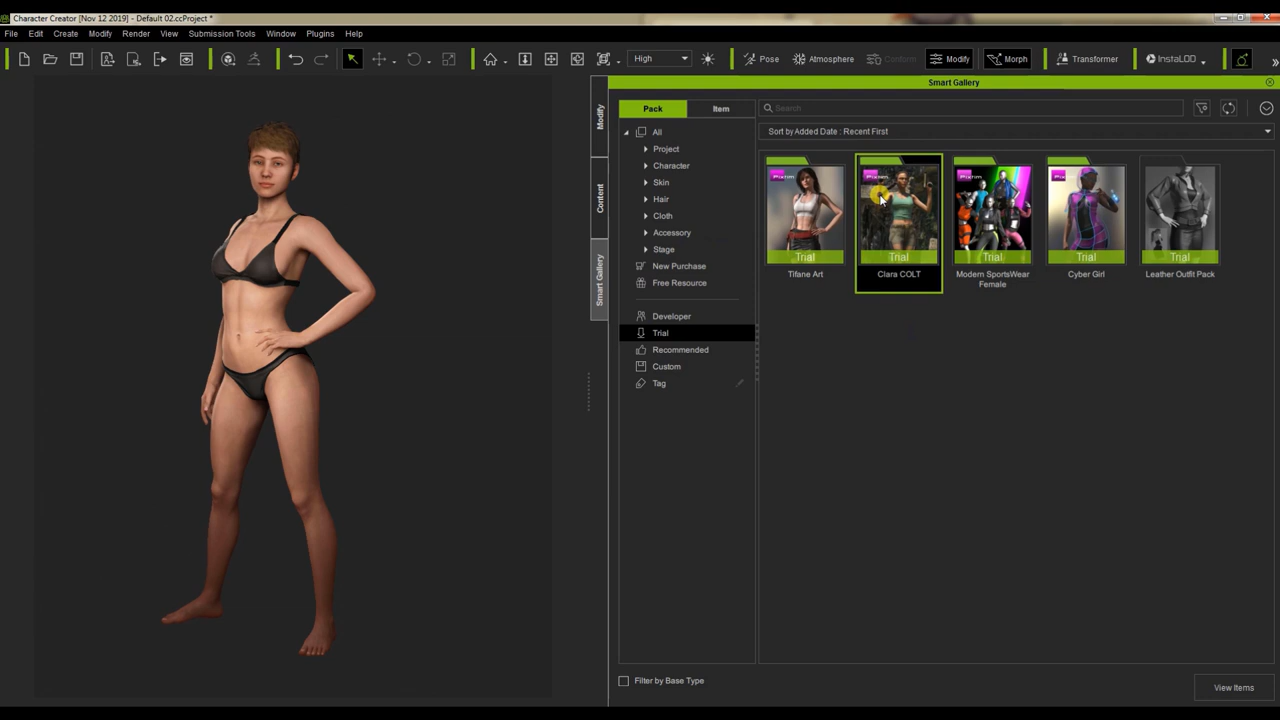 Character Creator [Nov 12 2019] - Default 02.ccProject *
File Edit Create Modify Render View Submission Tools Window Plugins Help
High Pose Atmosphere Conform Modify Morph Transformer InstaLOD
Smart Gallery
Modify
Content
Smart Gallery
Pack Item
Search
Sort by Added Date : Recent First
All
Project
Character
Skin
Hair
Cloth
Accessory
Stage
New Purchase
Free Resource
Developer
Trial
Recommended
Custom
Tag
Trial Trial Trial Trial
Tifane Art Clara COLT Modern SportsWear Female Cyber Girl Leather Outfit Pack
Filter by Base Type
View Items